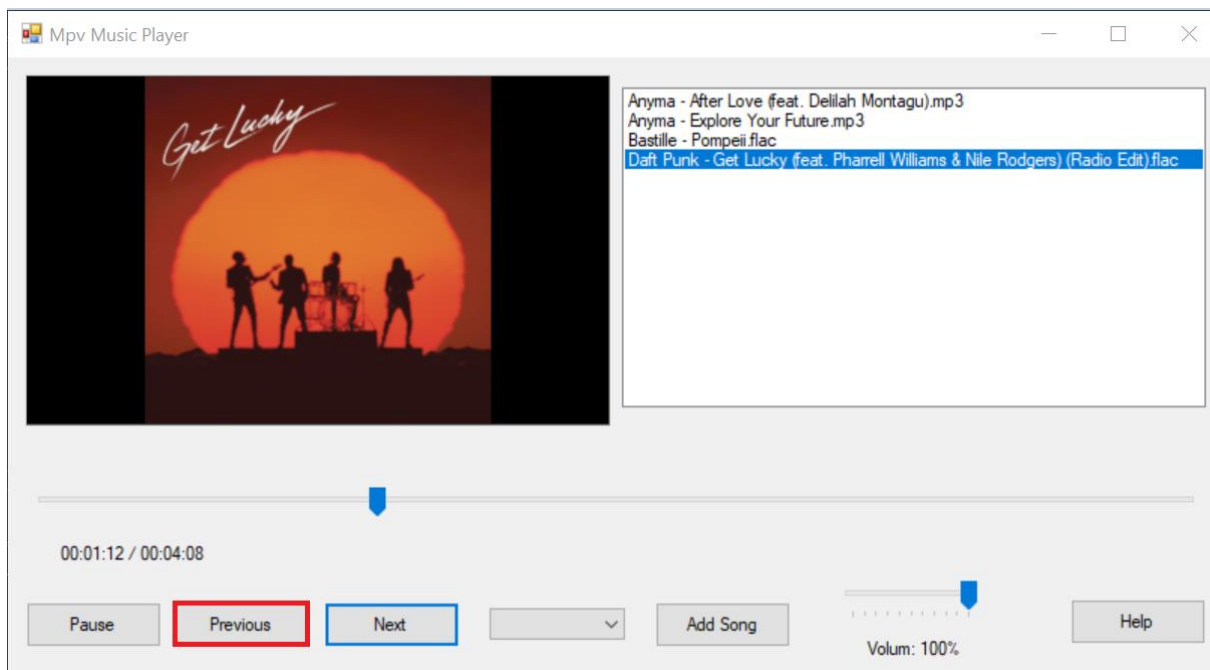 Mpv Music Player
Get Lucky
Anyma - After Love (feat. Delilah Montagu).mp3
Anyma - Explore Your Future.mp3
Bastille - Pompeii.flac
Daft Punk - Get Lucky (feat. Pharrell Williams & Nile Rodgers) (Radio Edit).flac
00:01:12 / 00:04:08
Pause
Previous
Next
Add Song
Volum: 100%
Help